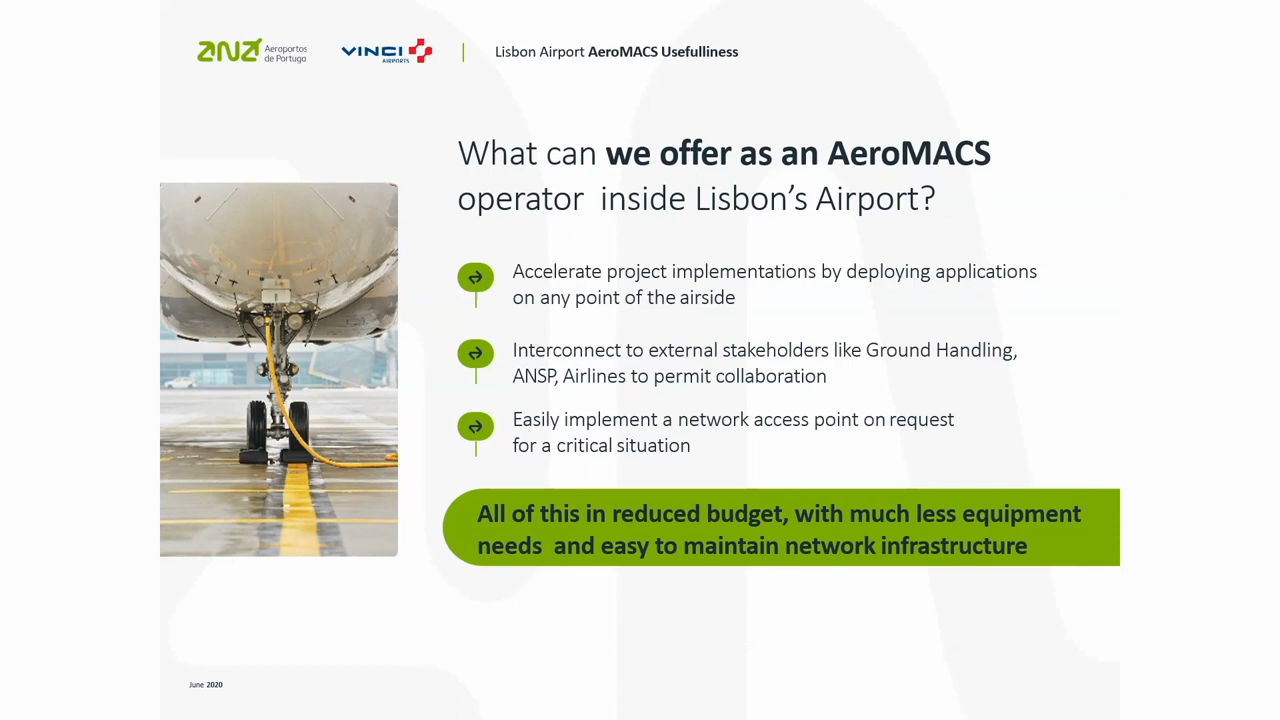 ana Aeroportos
de Portugal
VINCI
AIRPORTS
Lisbon Airport AeroMACS Usefulliness
What can we offer as an AeroMACS
operator inside Lisbon’s Airport?
Accelerate project implementations by deploying applications
on any point of the airside
Interconnect to external stakeholders like Ground Handling,
ANSP, Airlines to permit collaboration
Easily implement a network access point on request
for a critical situation
All of this in reduced budget, with much less equipment
needs and easy to maintain network infrastructure
June 2020